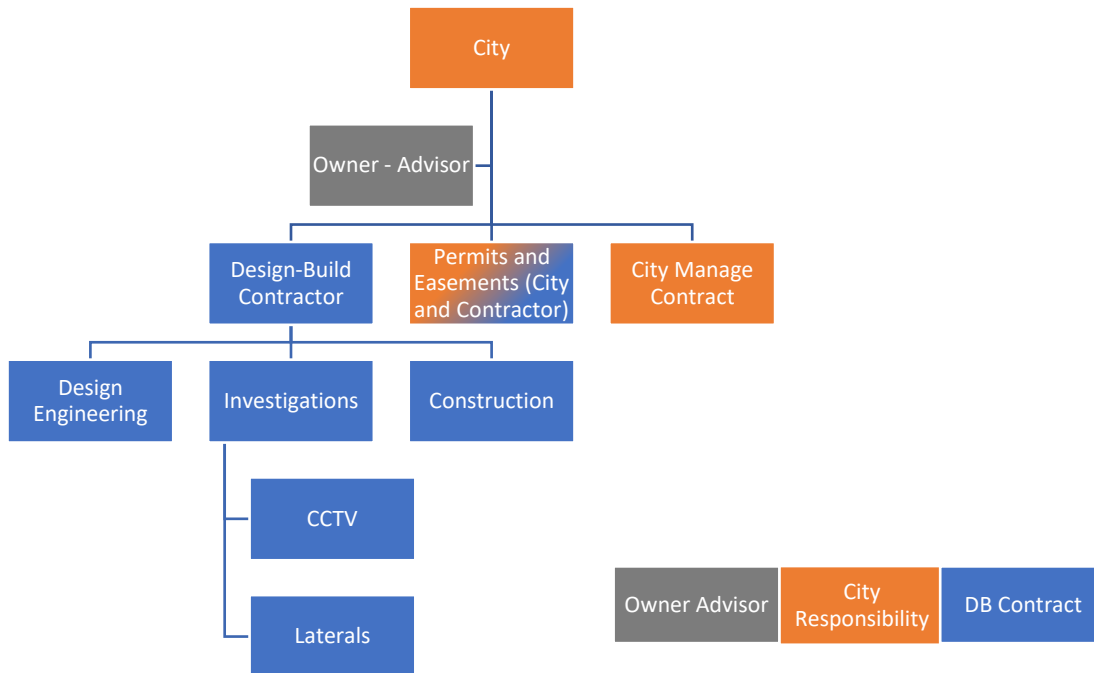 City
Owner - Advisor
Design-Build
Contractor
Permits and
Easements (City
and Contractor)
City Manage
Contract
Design
Engineering
Investigations
Construction
CCTV
Laterals
Owner Advisor
City
Responsibility
DB Contract